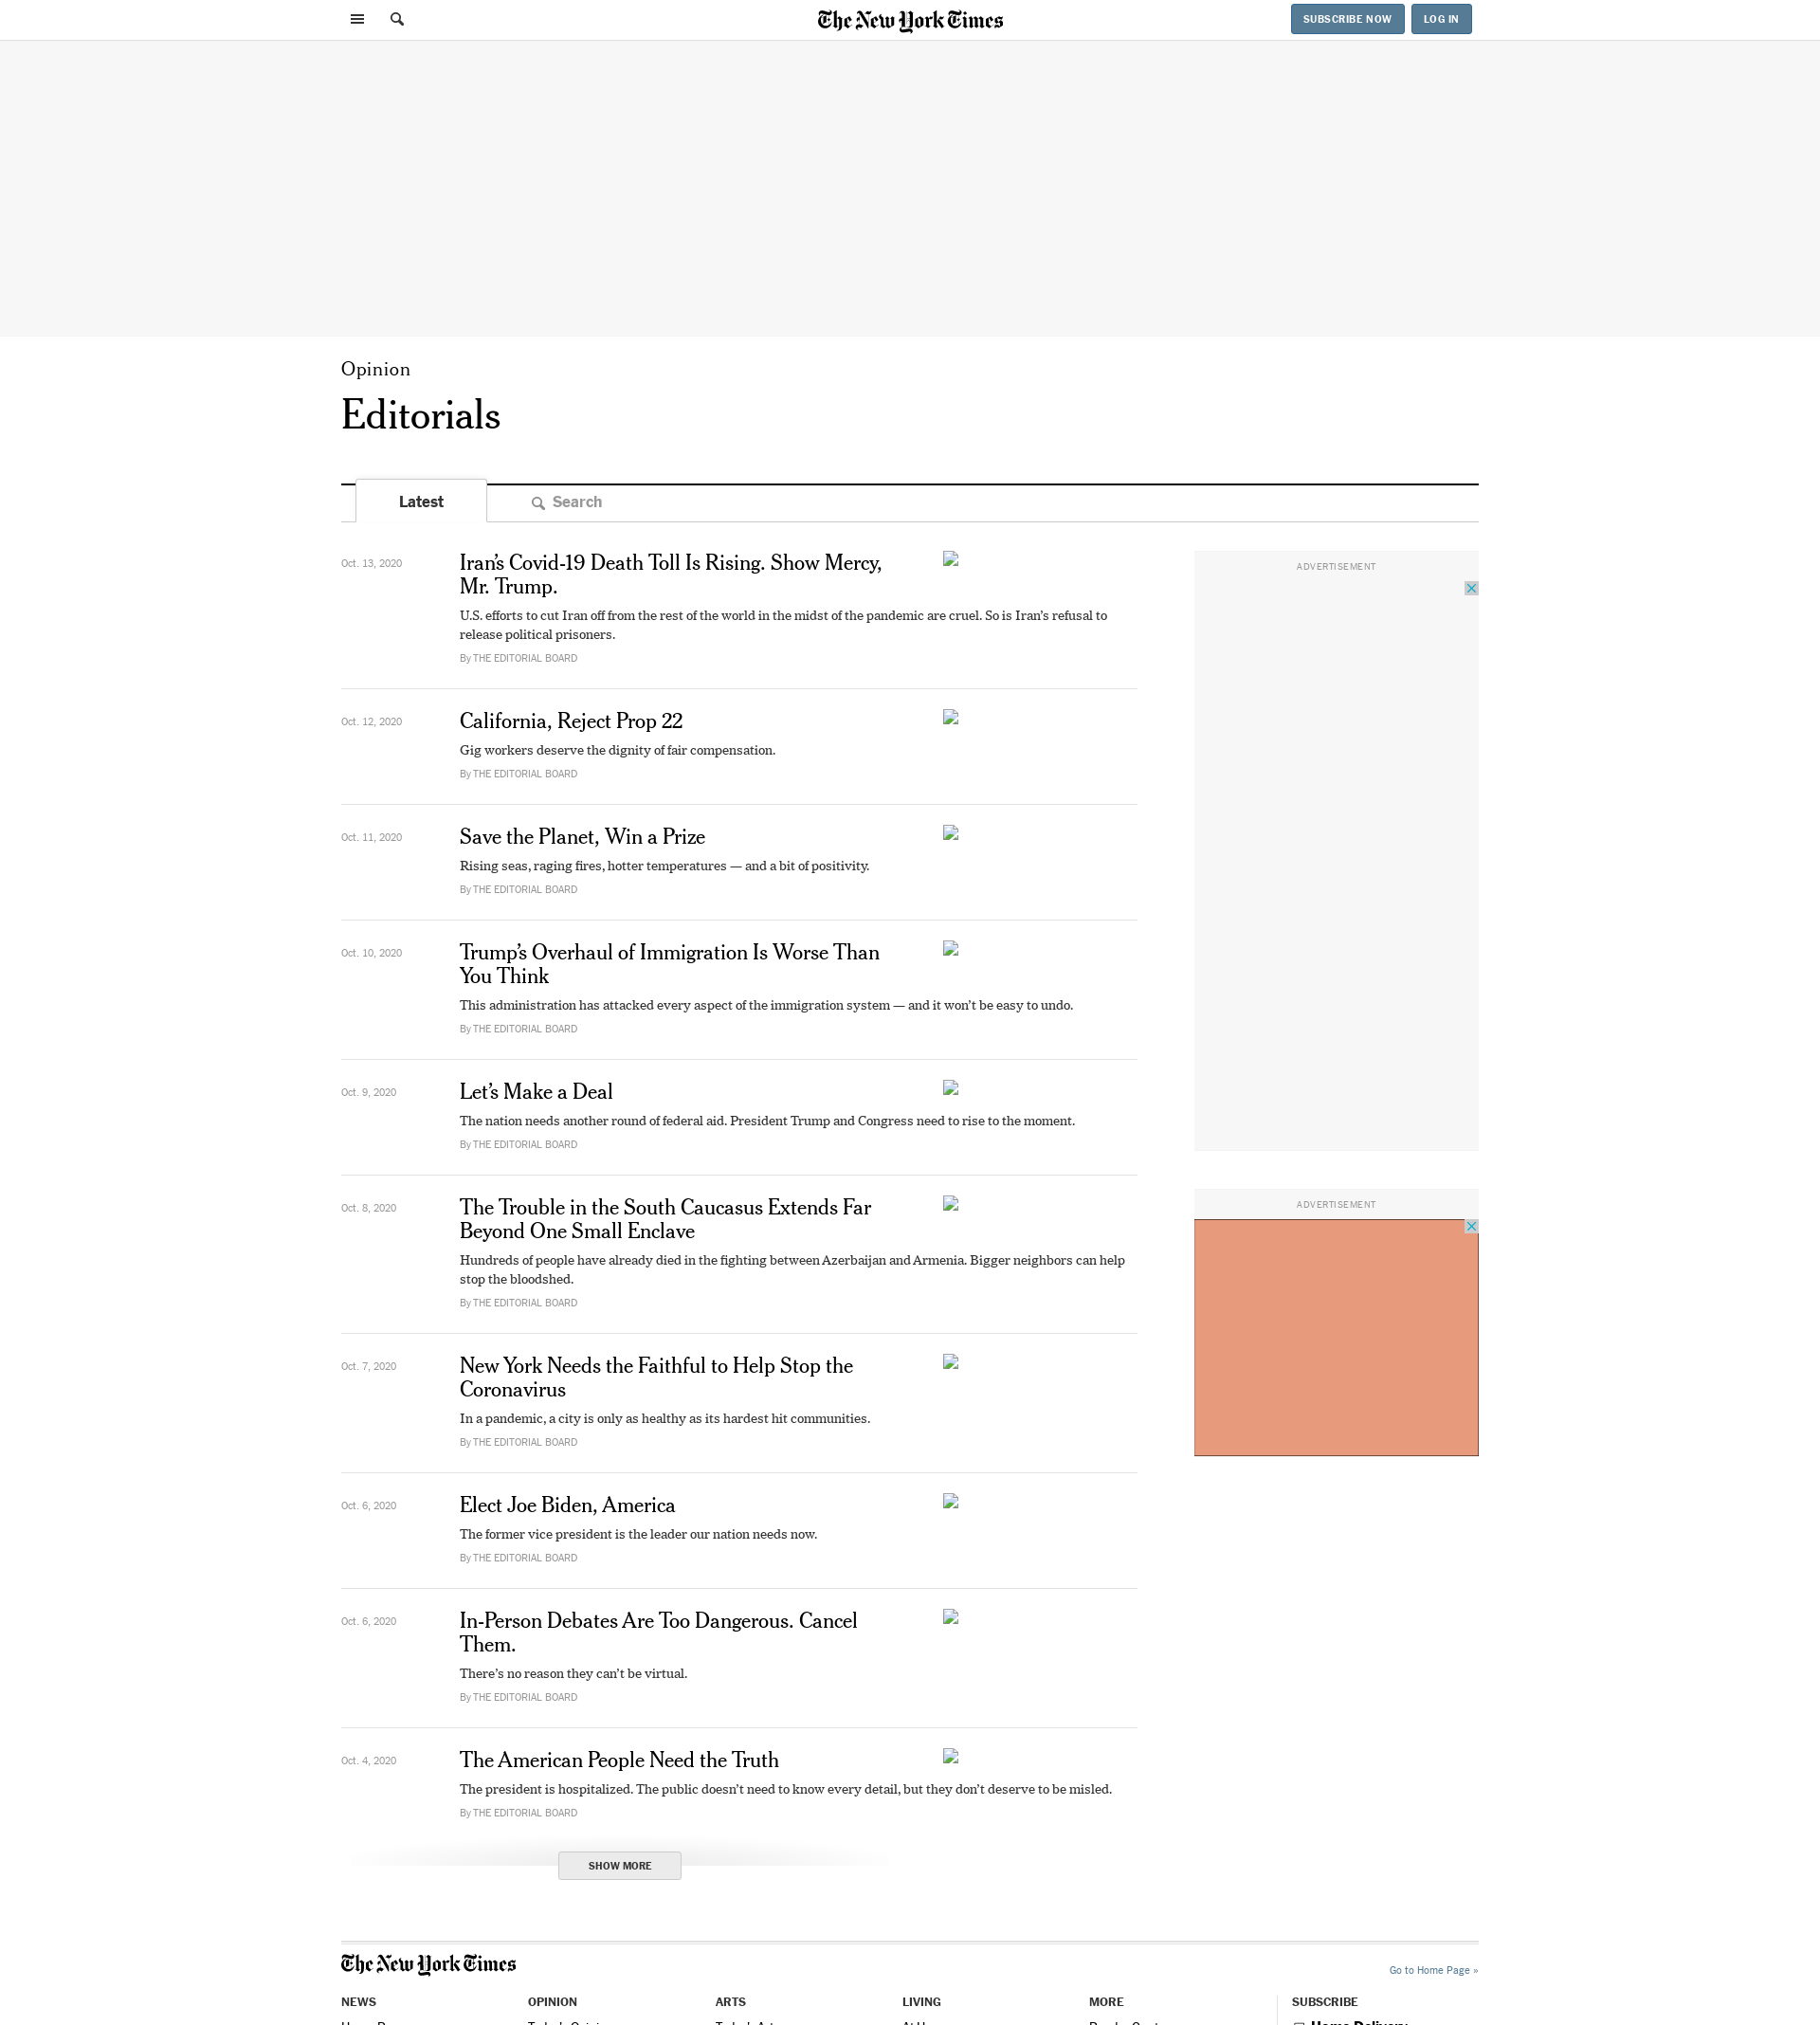 The New York Times
SUBSCRIBE NOW
LOG IN
Opinion
Editorials
Latest
Search
Oct. 13, 2020
Iran’s Covid-19 Death Toll Is Rising. Show Mercy,
Mr. Trump.
U.S. efforts to cut Iran off from the rest of the world in the midst of the pandemic are cruel. So is Iran’s refusal to
release political prisoners.
By THE EDITORIAL BOARD
ADVERTISEMENT
Oct. 12, 2020
California, Reject Prop 22
Gig workers deserve the dignity of fair compensation.
By THE EDITORIAL BOARD
Oct. 11, 2020
Save the Planet, Win a Prize
Rising seas, raging fires, hotter temperatures — and a bit of positivity.
By THE EDITORIAL BOARD
Oct. 10, 2020
Trump’s Overhaul of Immigration Is Worse Than
You Think
This administration has attacked every aspect of the immigration system — and it won’t be easy to undo.
By THE EDITORIAL BOARD
Oct. 9, 2020
Let’s Make a Deal
The nation needs another round of federal aid. President Trump and Congress need to rise to the moment.
By THE EDITORIAL BOARD
Oct. 8, 2020
The Trouble in the South Caucasus Extends Far
Beyond One Small Enclave
Hundreds of people have already died in the fighting between Azerbaijan and Armenia. Bigger neighbors can help
stop the bloodshed.
By THE EDITORIAL BOARD
ADVERTISEMENT
Oct. 7, 2020
New York Needs the Faithful to Help Stop the
Coronavirus
In a pandemic, a city is only as healthy as its hardest hit communities.
By THE EDITORIAL BOARD
Oct. 6, 2020
Elect Joe Biden, America
The former vice president is the leader our nation needs now.
By THE EDITORIAL BOARD
Oct. 6, 2020
In-Person Debates Are Too Dangerous. Cancel
Them.
There’s no reason they can’t be virtual.
By THE EDITORIAL BOARD
Oct. 4, 2020
The American People Need the Truth
The president is hospitalized. The public doesn’t need to know every detail, but they don’t deserve to be misled.
By THE EDITORIAL BOARD
SHOW MORE
The New York Times
Go to Home Page »
NEWS
OPINION
ARTS
LIVING
MORE
SUBSCRIBE
Home Delivery